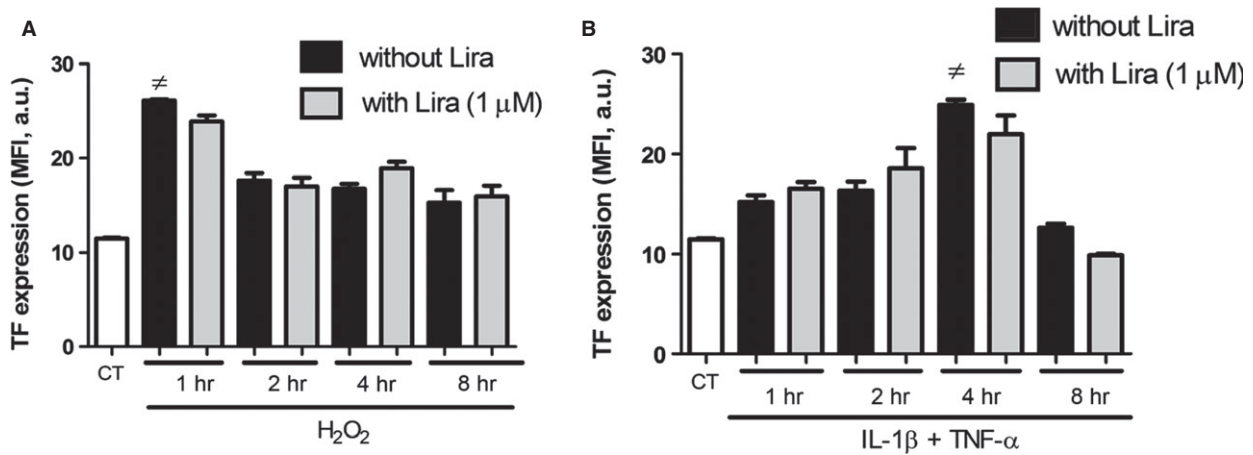 A
without Lira
with Lira (1 μM)
≠
TF expression (MFI, a.u.)
30
20
10
0
CT
1 hr
2 hr
4 hr
8 hr
H₂O₂
B
without Lira
with Lira (1 μM)
≠
TF expression (MFI, a.u.)
30
20
10
0
CT
1 hr
2 hr
4 hr
8 hr
IL-1β + TNF-α